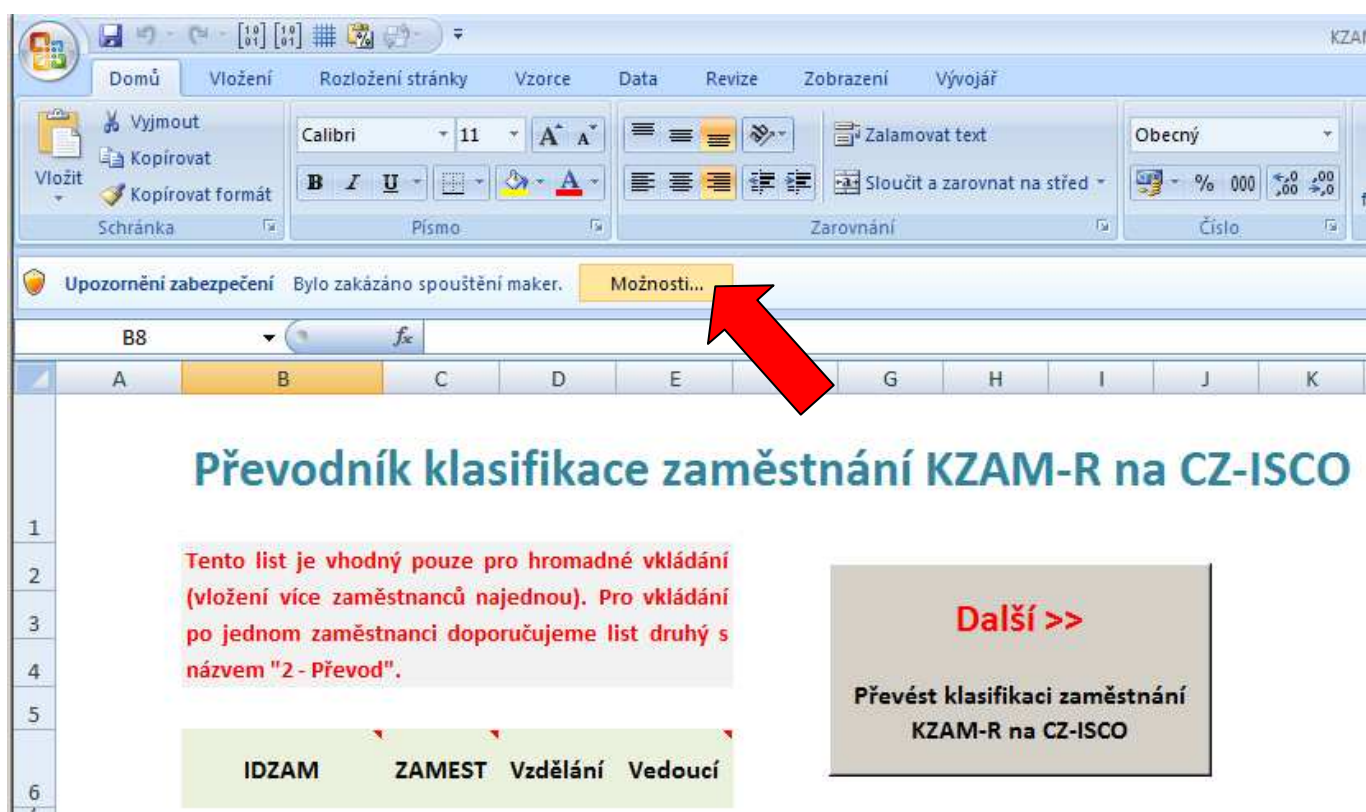 KZAM
Domů Vložení Rozložení stránky Vzorce Data Revize Zobrazení Vývojář
Vložit
Vyjmout
Kopírovat
Kopírovat formát
Calibri 11 A A
B I U A
Zalamovat text
Sloučit a zarovnat na střed
Obecný
% 000 ,0 ,00 ,00 ,0
Schránka Písmo Zarovnání Číslo
Upozornění zabezpečení Bylo zakázáno spouštění maker. Možnosti...
B8 fx
A B C D E G H I J K
Převodník klasifikace zaměstnání KZAM-R na CZ-ISCO
1
2
3
4
5
6
Tento list je vhodný pouze pro hromadné vkládání
(vložení více zaměstnanců najednou). Pro vkládání
po jednom zaměstnanci doporučujeme list druhý s
názvem "2 - Převod".
Další >>
Převést klasifikaci zaměstnání
KZAM-R na CZ-ISCO
IDZAM ZAMEST Vzdělání Vedoucí